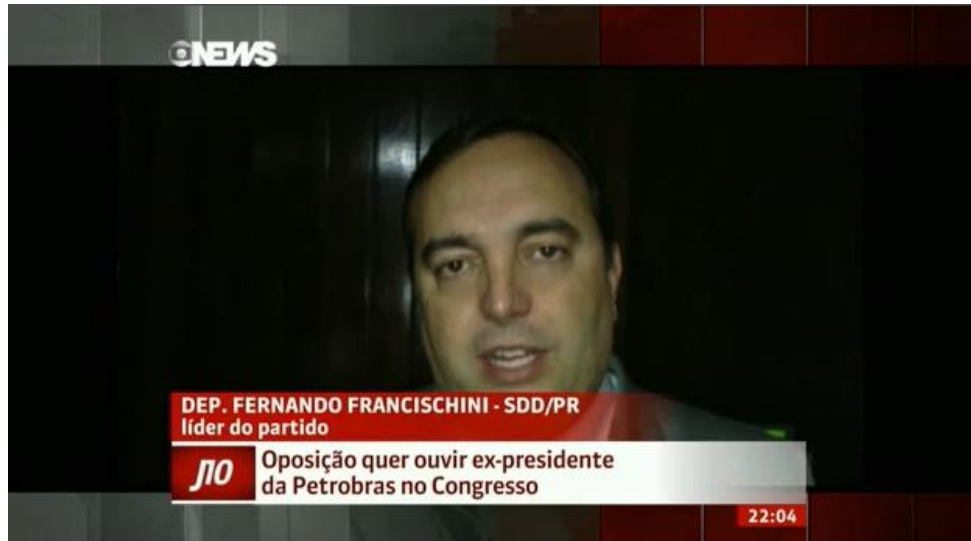 NEWS
DEP. FERNANDO FRANCISCHINI - SDD/PR
líder do partido
J10
Oposição quer ouvir ex-presidente
da Petrobras no Congresso
22:04